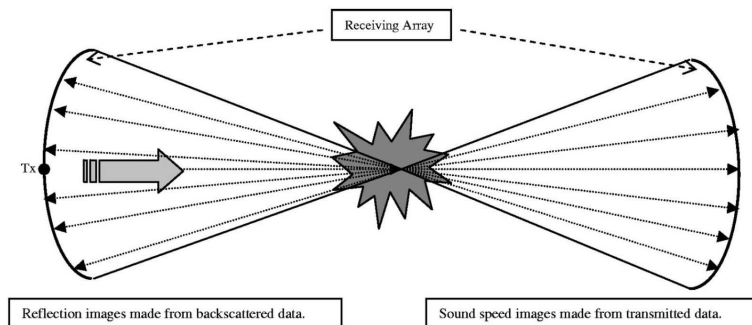 Receiving Array
Tx
Reflection images made from backscattered data.
Sound speed images made from transmitted data.